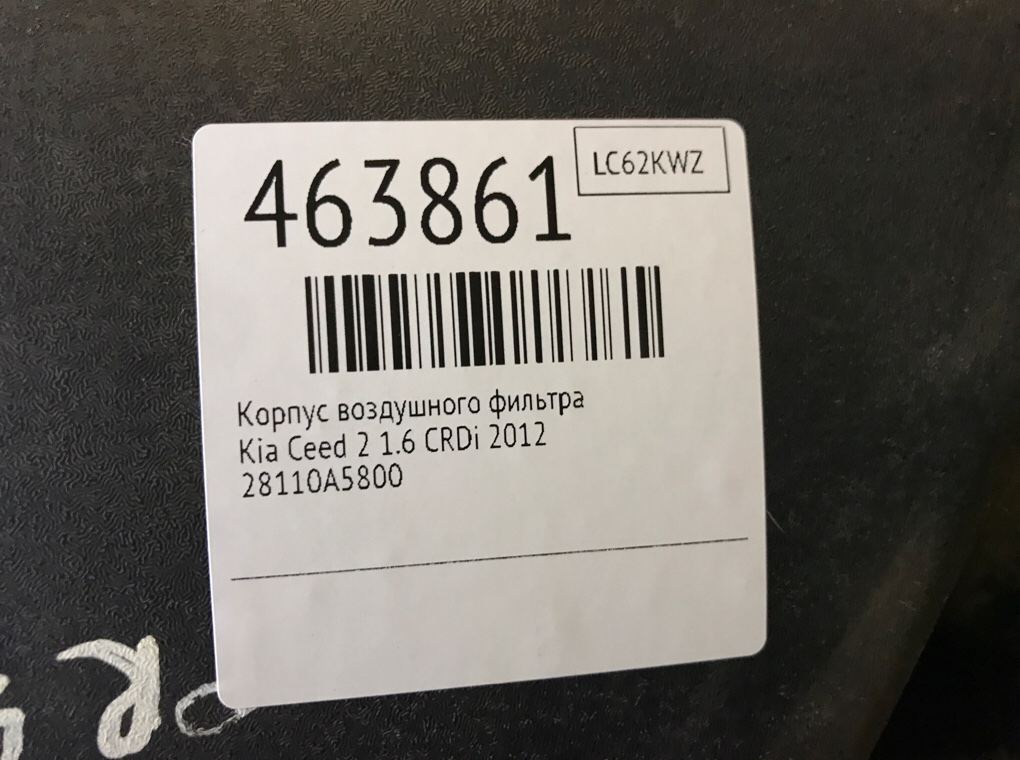 463861
LC62KWZ
Корпус воздушного фильтра
Kia Ceed 2 1.6 CRDi 2012
28110A5800